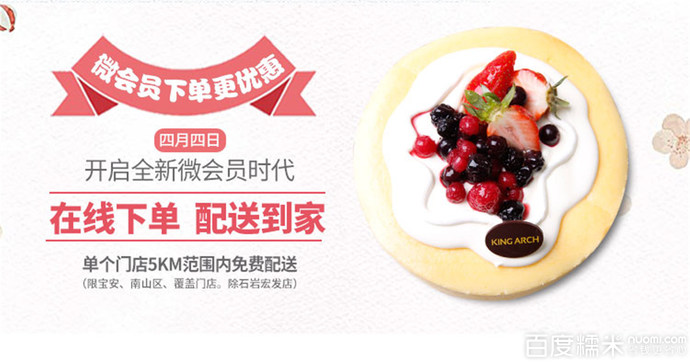 微会员下单更优惠
四月四日
开启全新微会员时代
在线下单 配送到家
单个门店5KM范围内免费配送
(限宝安、南山区、覆盖门店。除石岩宏发店)
KING ARCH
百度糯米 nuomi.com